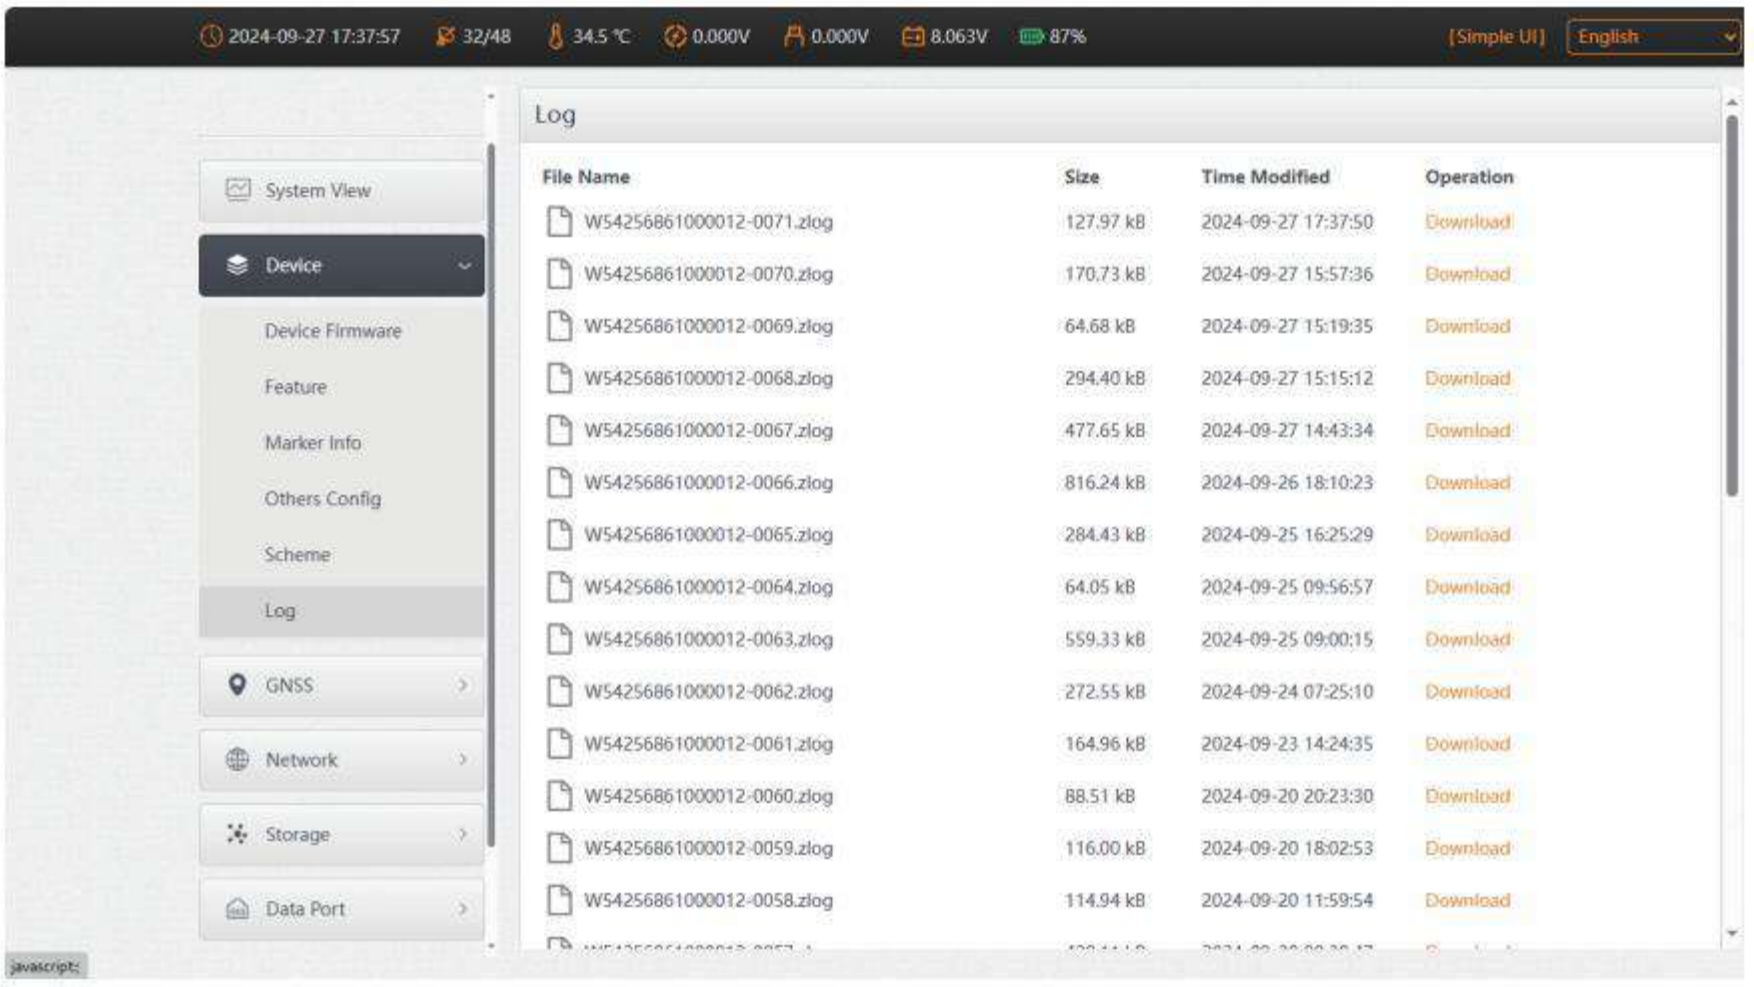 2024-09-27 17:37:57 32/48 34.5 ℃ 0.000V 0.000V 8.063V 87% [Simple UI] English
System View
Device
Device Firmware
Feature
Marker Info
Others Config
Scheme
Log
GNSS
Network
Storage
Data Port
Log
File Name Size Time Modified Operation
W54256861000012-0071.zlog 127.97 kB 2024-09-27 17:37:50 Download
W54256861000012-0070.zlog 170.73 kB 2024-09-27 15:57:36 Download
W54256861000012-0069.zlog 64.68 kB 2024-09-27 15:19:35 Download
W54256861000012-0068.zlog 294.40 kB 2024-09-27 15:15:12 Download
W54256861000012-0067.zlog 477.65 kB 2024-09-27 14:43:34 Download
W54256861000012-0066.zlog 816.24 kB 2024-09-26 18:10:23 Download
W54256861000012-0065.zlog 284.43 kB 2024-09-25 16:25:29 Download
W54256861000012-0064.zlog 64.05 kB 2024-09-25 09:56:57 Download
W54256861000012-0063.zlog 559.33 kB 2024-09-25 09:00:15 Download
W54256861000012-0062.zlog 272.55 kB 2024-09-24 07:25:10 Download
W54256861000012-0061.zlog 164.96 kB 2024-09-23 14:24:35 Download
W54256861000012-0060.zlog 88.51 kB 2024-09-20 20:23:30 Download
W54256861000012-0059.zlog 116.00 kB 2024-09-20 18:02:53 Download
W54256861000012-0058.zlog 114.94 kB 2024-09-20 11:59:54 Download
javascript:;